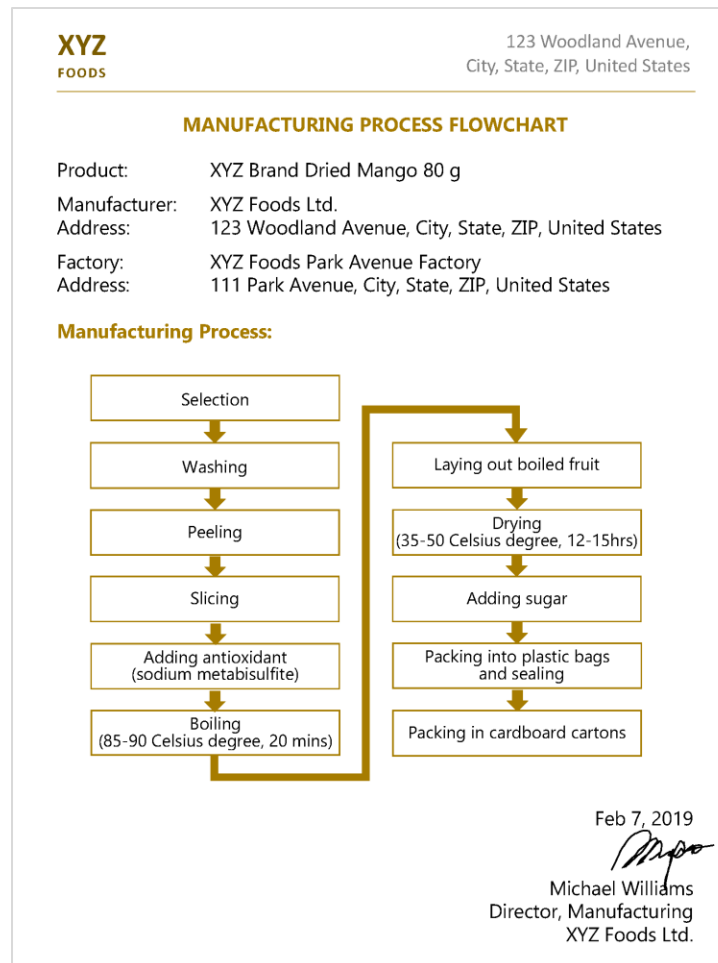 XYZ
FOODS
123 Woodland Avenue,
City, State, ZIP, United States
MANUFACTURING PROCESS FLOWCHART
Product: XYZ Brand Dried Mango 80 g
Manufacturer: XYZ Foods Ltd.
Address: 123 Woodland Avenue, City, State, ZIP, United States
Factory: XYZ Foods Park Avenue Factory
Address: 111 Park Avenue, City, State, ZIP, United States
Manufacturing Process:
Selection
Washing
Peeling
Slicing
Adding antioxidant
(sodium metabisulfite)
Boiling
(85-90 Celsius degree, 20 mins)
Laying out boiled fruit
Drying
(35-50 Celsius degree, 12-15hrs)
Adding sugar
Packing into plastic bags
and sealing
Packing in cardboard cartons
Feb 7, 2019
Michael Williams
Director, Manufacturing
XYZ Foods Ltd.